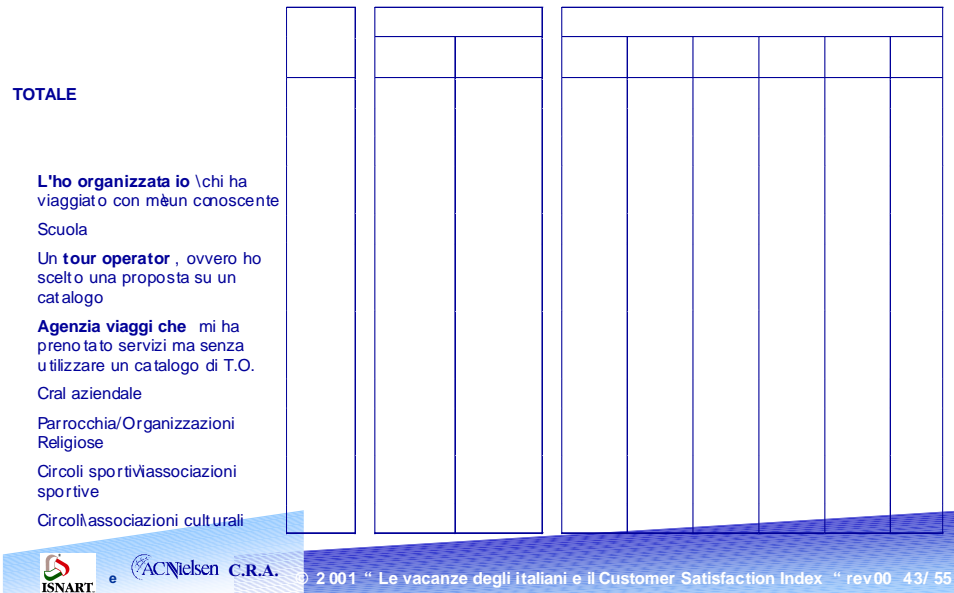 TOTALE
L'ho organizzata io \chi ha
viaggiato con me\un conoscente
Scuola
Un tour operator , ovvero ho
scelto una proposta su un
catalogo
Agenzia viaggi che mi ha
prenotato servizi ma senza
utilizzare un catalogo di T.O.
Cral aziendale
Parrocchia/Organizzazioni
Religiose
Circoli sportivi\associazioni
sportive
Circoli\associazioni culturali
ISNART e ACNielsen C.R.A. © 2001 “ Le vacanze degli italiani e il Customer Satisfaction Index “ rev00 43/ 55